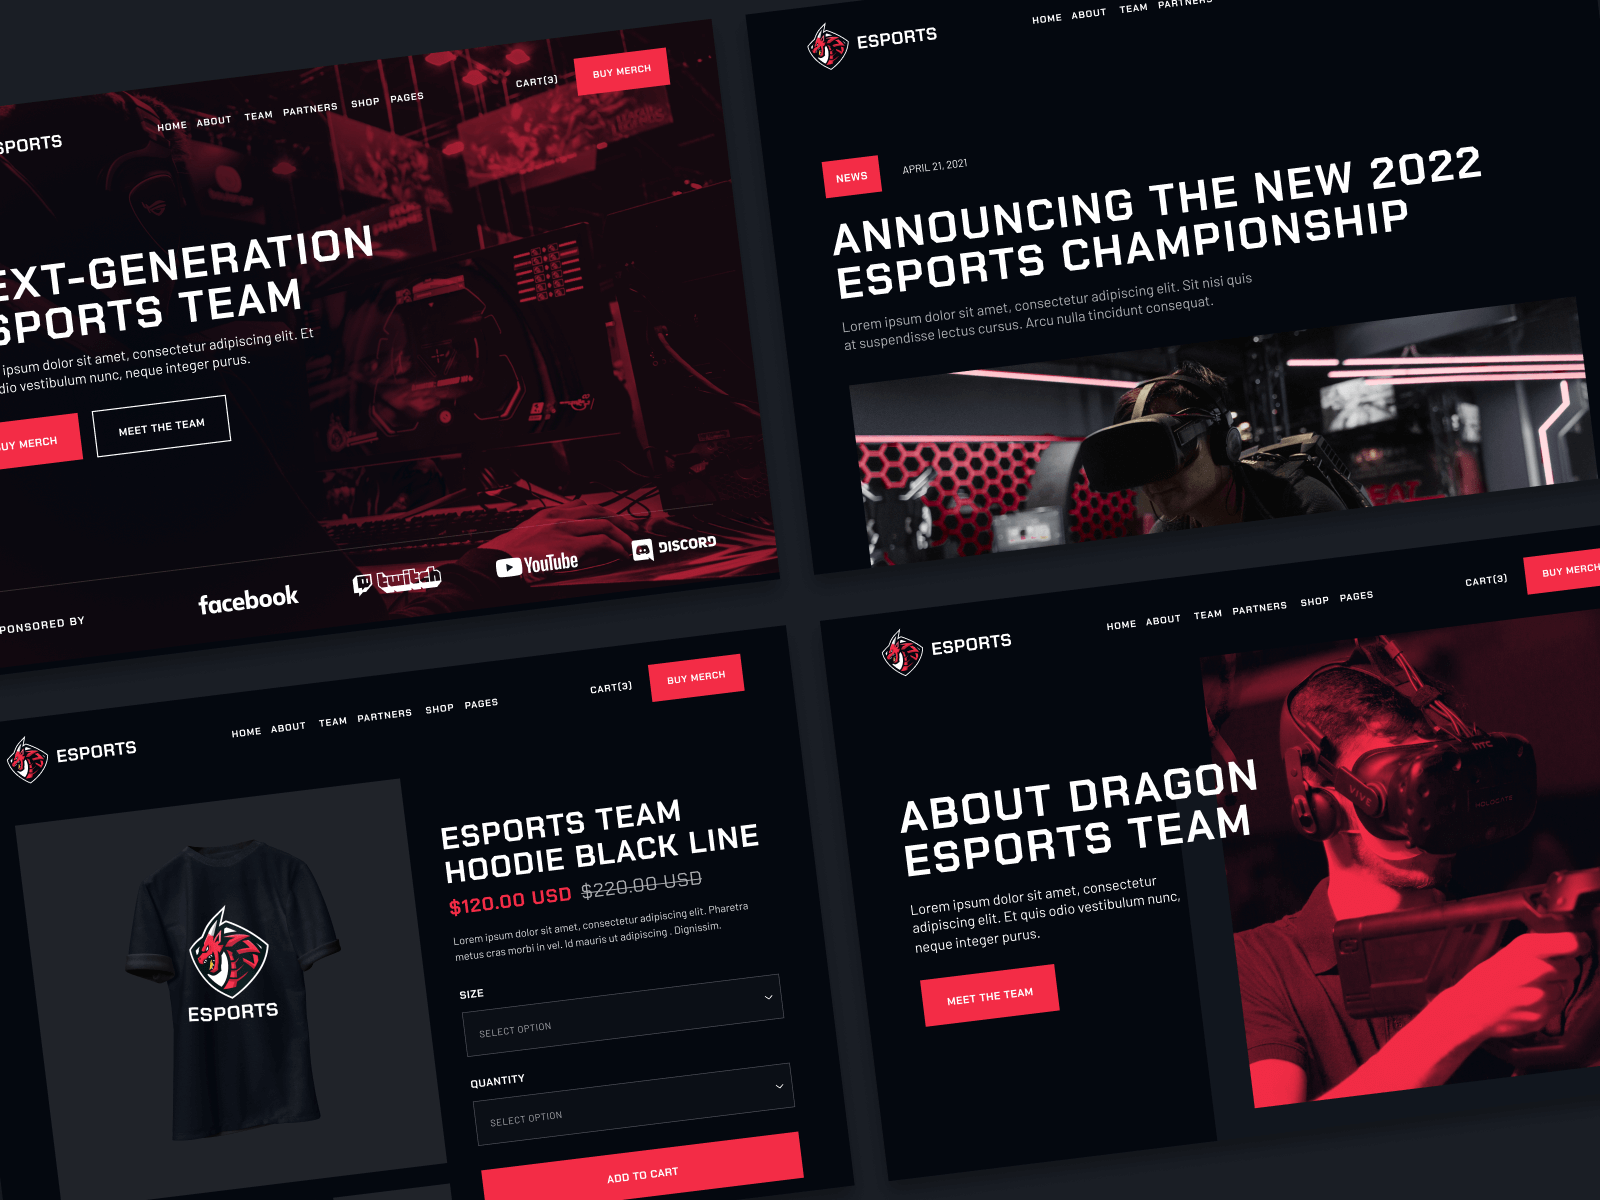 SPORTS
HOME ABOUT TEAM PARTNERS SHOP PAGES
CART(3)
BUY MERCH
EXT-GENERATION
SPORTS TEAM
ipsum dolor sit amet, consectetur adipiscing elit. Et
odio vestibulum nunc, neque integer purus.
BUY MERCH
MEET THE TEAM
PONSORED BY
facebook
twitch
YouTube
DISCORD
ESPORTS
HOME ABOUT TEAM PARTNERS
NEWS
APRIL 21, 2021
ANNOUNCING THE NEW 2022
ESPORTS CHAMPIONSHIP
Lorem ipsum dolor sit amet, consectetur adipiscing elit. Sit nisi quis
at suspendisse lectus cursus. Arcu nulla tincidunt consequat.
EAT
ESPORTS
HOME ABOUT TEAM PARTNERS SHOP PAGES
CART(3)
BUY MERCH
ESPORTS
ESPORTS TEAM
HOODIE BLACK LINE
$120.00 USD $220.00 USD
Lorem ipsum dolor sit amet, consectetur adipiscing elit. Pharetra
metus cras morbi in vel. Id mauris ut adipiscing . Dignissim.
SIZE
SELECT OPTION
QUANTITY
SELECT OPTION
ADD TO CART
ESPORTS
HOME ABOUT TEAM PARTNERS SHOP PAGES
CART(3)
BUY MERCH
ABOUT DRAGON
ESPORTS TEAM
Lorem ipsum dolor sit amet, consectetur
adipiscing elit. Et quis odio vestibulum nunc,
neque integer purus.
MEET THE TEAM
hTC
VIVE